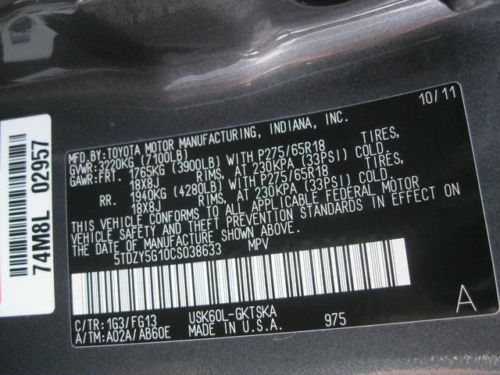 10/11
MFD.BY: TOYOTA MOTOR MANUFACTURING, INDIANA, INC.
GVWR: 3220KG (7100LB)
GAWR: FRT. 1765KG (3900LB) WITH P275/65R18 TIRES,
18X8J RIMS, AT 230KPA (33PSI) COLD
RR. 1940KG (4280LB) WITH P275/65R18 TIRES,
18X8J RIMS, AT 230KPA (33PSI) COLD
THIS VEHICLE CONFORMS TO ALL APPLICABLE FEDERAL MOTOR
VEHICLE SAFETY STANDARDS IN EFFECT ON THE DATE OF
MANUFACTURE SHOWN ABOVE.
5TDZY5G10CS038633 MPV
C/TR: 1G3/FG13 USK60L-GKTSKA
A/TM: A02A/AB60E MADE IN U.S.A. 975
A
74M8L 02957